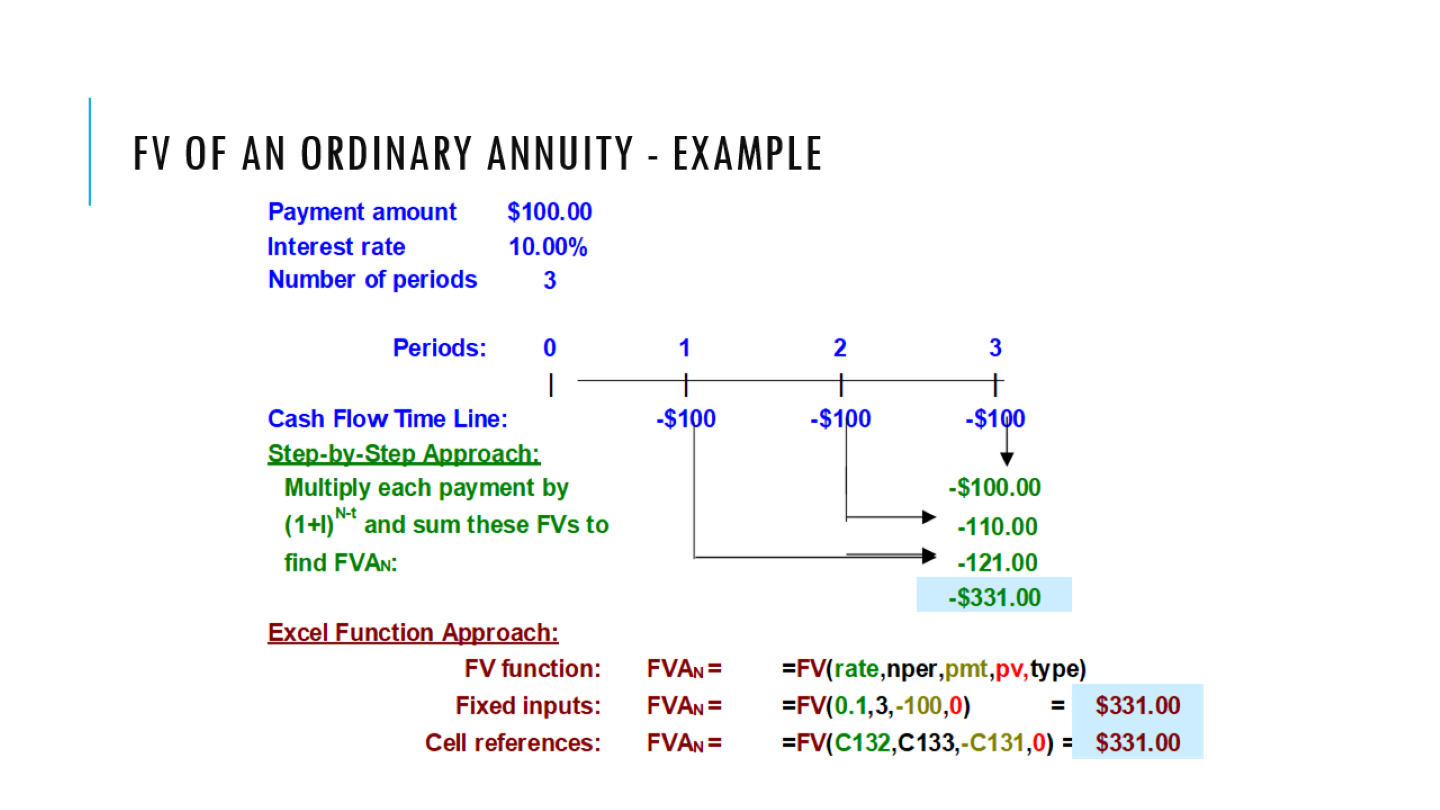 FV OF AN ORDINARY ANNUITY - EXAMPLE
Payment amount $100.00
Interest rate 10.00%
Number of periods 3
Periods: 0 1 2 3
Cash Flow Time Line: -$100 -$100 -$100
Step-by-Step Approach:
Multiply each payment by -$100.00
(1+I)^N-t and sum these FVs to -110.00
find FVAN: -121.00
-$331.00
Excel Function Approach:
FV function: FVAN = =FV(rate,nper,pmt,pv,type)
Fixed inputs: FVAN = =FV(0.1,3,-100,0) = $331.00
Cell references: FVAN = =FV(C132,C133,-C131,0) = $331.00